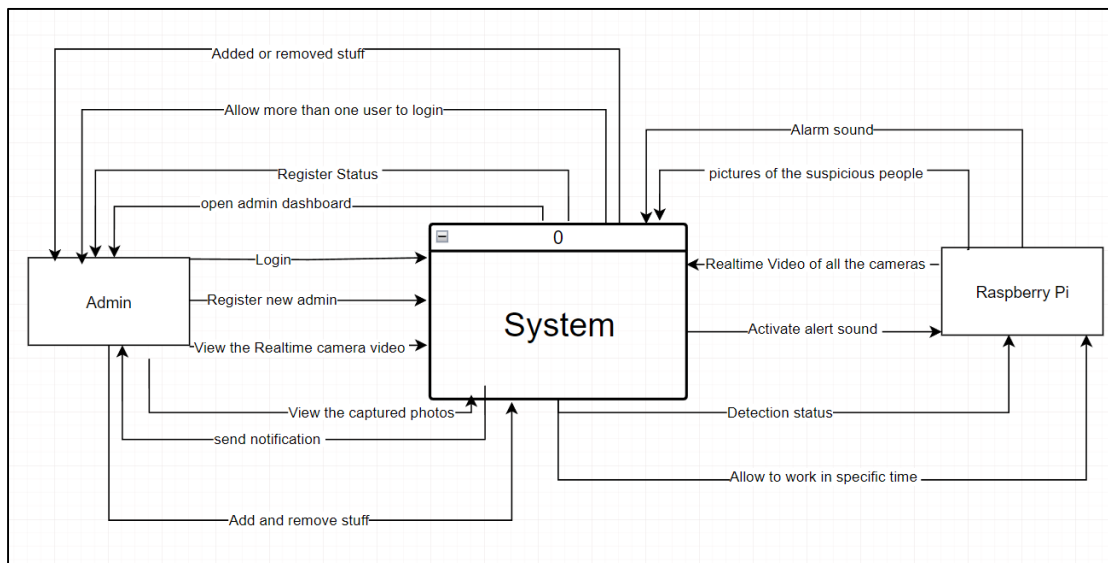 Added or removed stuff
Allow more than one user to login
Alarm sound
Register Status
pictures of the suspicious people
open admin dashboard
0
Login
Realtime Video of all the cameras
Admin
Register new admin
System
Raspberry Pi
Activate alert sound
View the Realtime camera video
View the captured photos
Detection status
send notification
Allow to work in specific time
Add and remove stuff